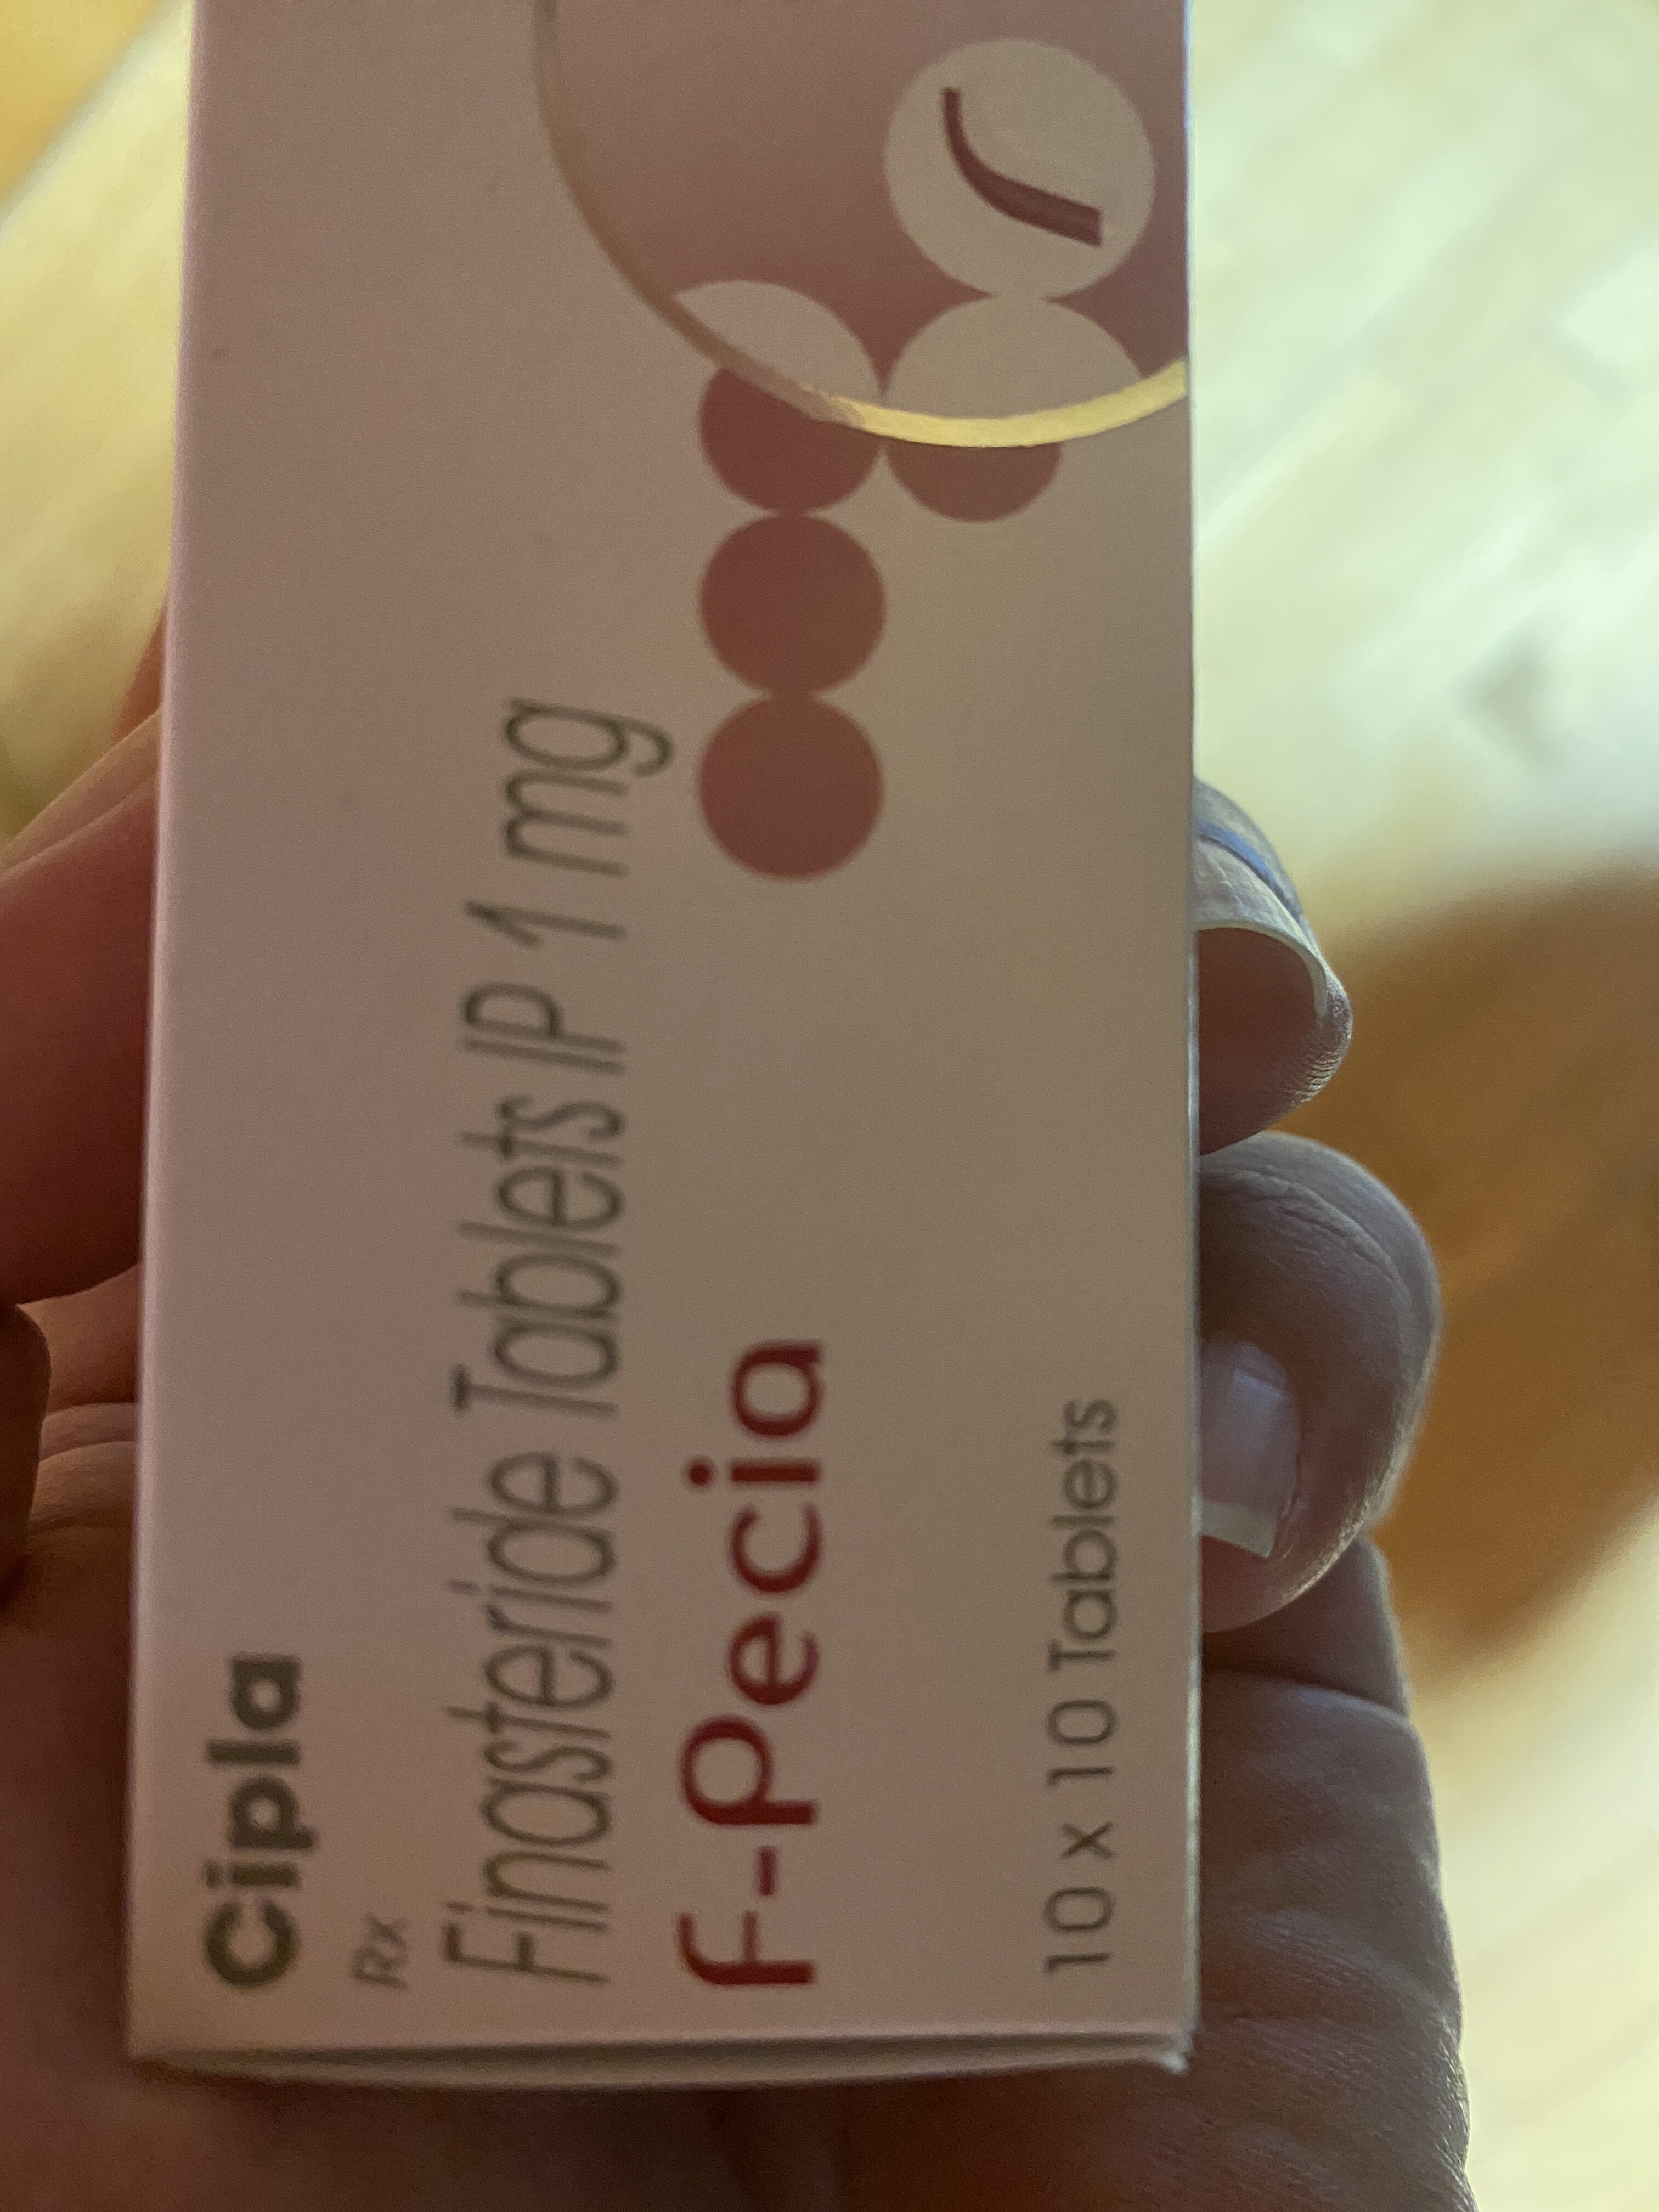 Cipla
Rx
Finasteride Tablets IP 1 mg
F-Pecia
10 x 10 Tablets